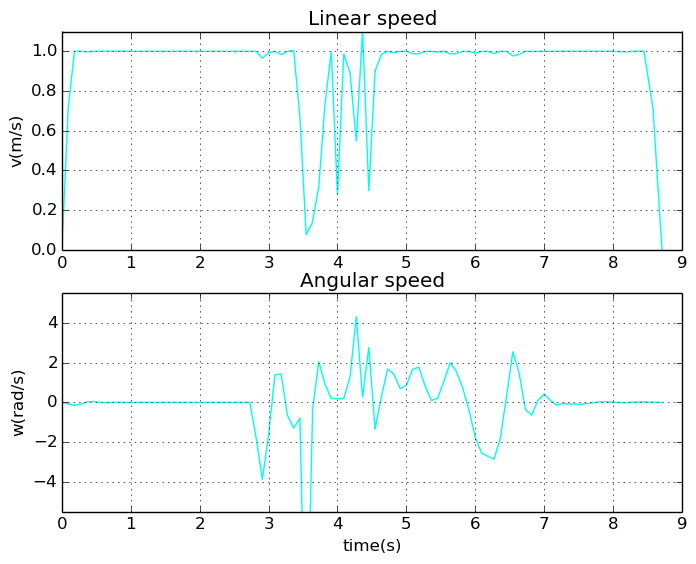 Linear speed
1.0
0.8
0.6
0.4
0.2
0.0
v(m/s)
0 1 2 3 4 5 6 7 8 9
Angular speed
4
2
0
−2
−4
w(rad/s)
0 1 2 3 4 5 6 7 8 9
time(s)